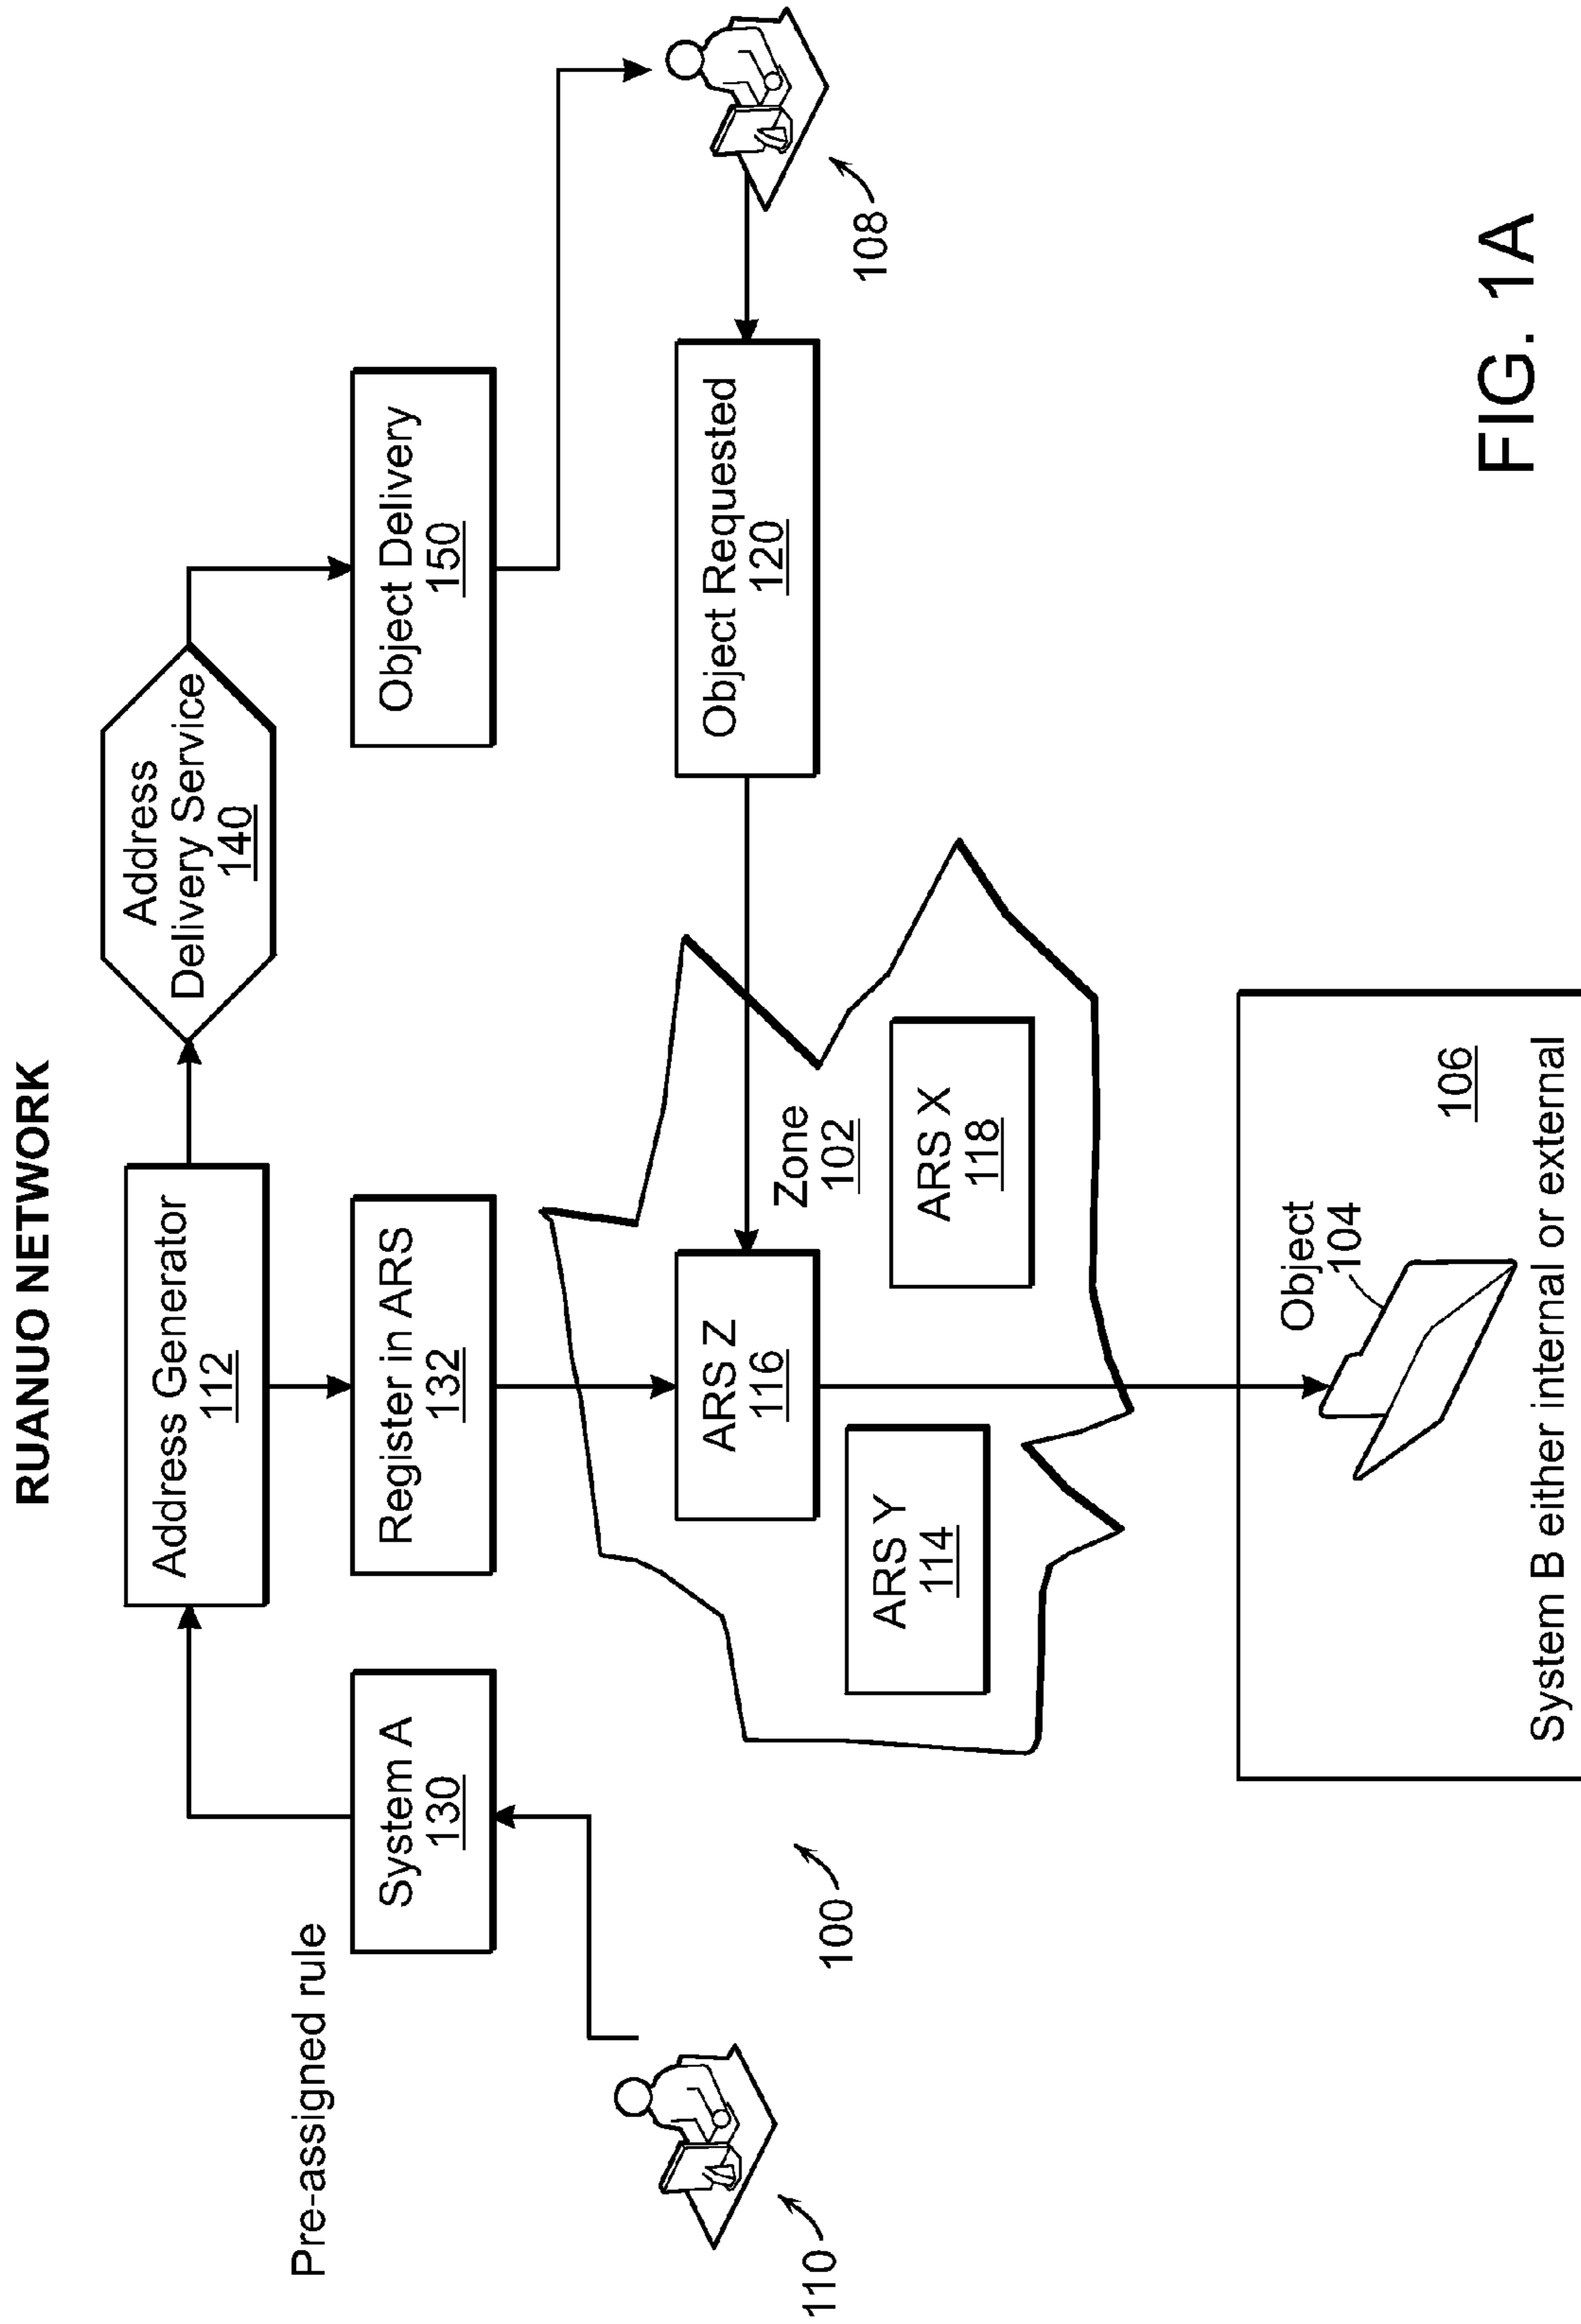 RUANUO NETWORK
Pre-assigned rule
System A
130
Address Generator
112
Address
Delivery Service
140
Register in ARS
132
Object Delivery
150
110
100
ARS Z
116
Zone
102
ARS Y
114
ARS X
118
Object Requested
120
108
Object
104
106
System B either internal or external
FIG. 1A